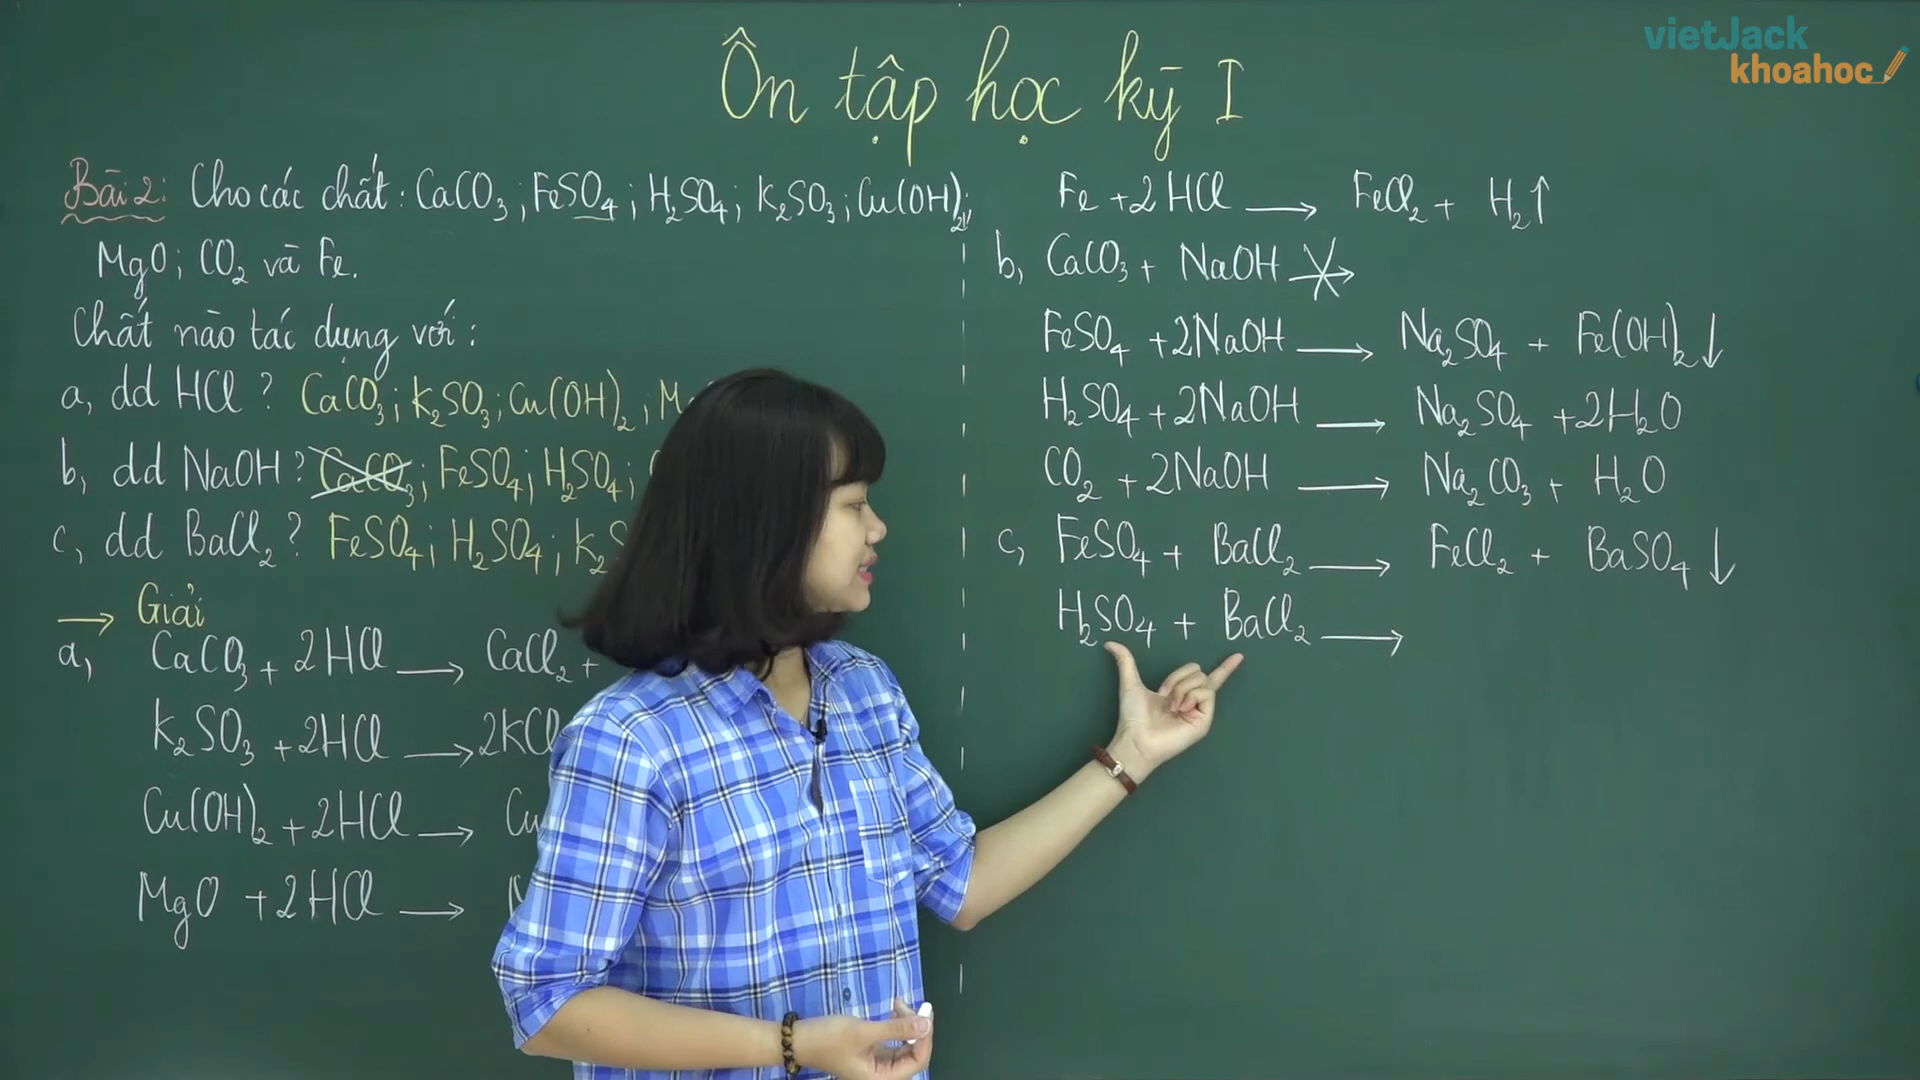 vietJack
khoahoc
Ôn tập học kỳ I
Bài 2: Cho các chất: CaCO₃; FeSO₄; H₂SO₄; K₂SO₃; Cu(OH)₂;
MgO; CO₂ và Fe.
Chất nào tác dụng với:
a, dd HCl? CaCO₃; K₂SO₃; Cu(OH)₂; M
b, dd NaOH? CaCO₃; FeSO₄; H₂SO₄;
c, dd BaCl₂? FeSO₄; H₂SO₄; K₂S
→ Giải
a, CaCO₃ + 2HCl → CaCl₂ +
K₂SO₃ + 2HCl → 2KCl
Cu(OH)₂ + 2HCl → Cu
MgO + 2HCl →
Fe + 2HCl → FeCl₂ + H₂↑
b, CaCO₃ + NaOH ↛
FeSO₄ + 2NaOH → Na₂SO₄ + Fe(OH)₂↓
H₂SO₄ + 2NaOH → Na₂SO₄ + 2H₂O
CO₂ + 2NaOH → Na₂CO₃ + H₂O
c, FeSO₄ + BaCl₂ → FeCl₂ + BaSO₄↓
H₂SO₄ + BaCl₂ →